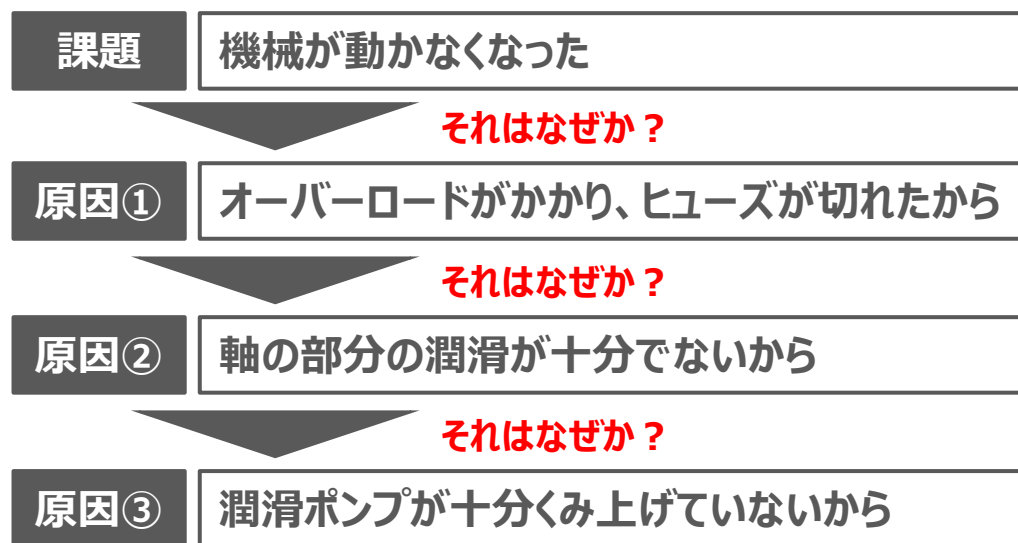 課題 機械が動かなくなった
それはなぜか?
原因① オーバーロードがかかり、ヒューズが切れたから
それはなぜか?
原因② 軸の部分の潤滑が十分でないから
それはなぜか?
原因③ 潤滑ポンプが十分くみ上げていないから